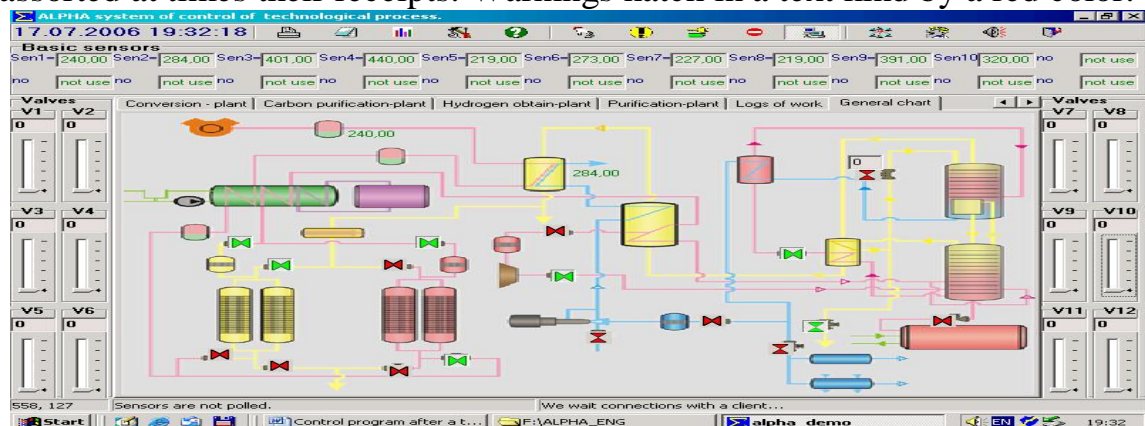 asserted at times their receipts. Warnings hatch in a text kind by a red color.
ALPHA system of control of technological process.
17.07.2006 19:32:18
Basic sensors
Sen1= 240,00 Sen2= 284,00 Sen3= 401,00 Sen4= 440,00 Sen5= 219,00 Sen6= 273,00 Sen7= 227,00 Sen8= 219,00 Sen9= 391,00 Sen10 320,00 no not use
no not use no not use no not use no not use no not use no not use no not use no not use no not use no not use no not use
Valves Conversion - plant Carbon purification-plant Hydrogen obtain-plant Purification-plant Logs of work General chart Valves
V1 V2 V7 V8
0 0 0 0
240,00
0
284,00
V3 V4 V9 V10
0 0 0 0
V5 V6 V11 V12
0 0 0 0
558, 127 Sensors are not polled. We wait connections with a client...
Start Control program after a t... F:\ALPHA_ENG alpha_demo EN 19:32